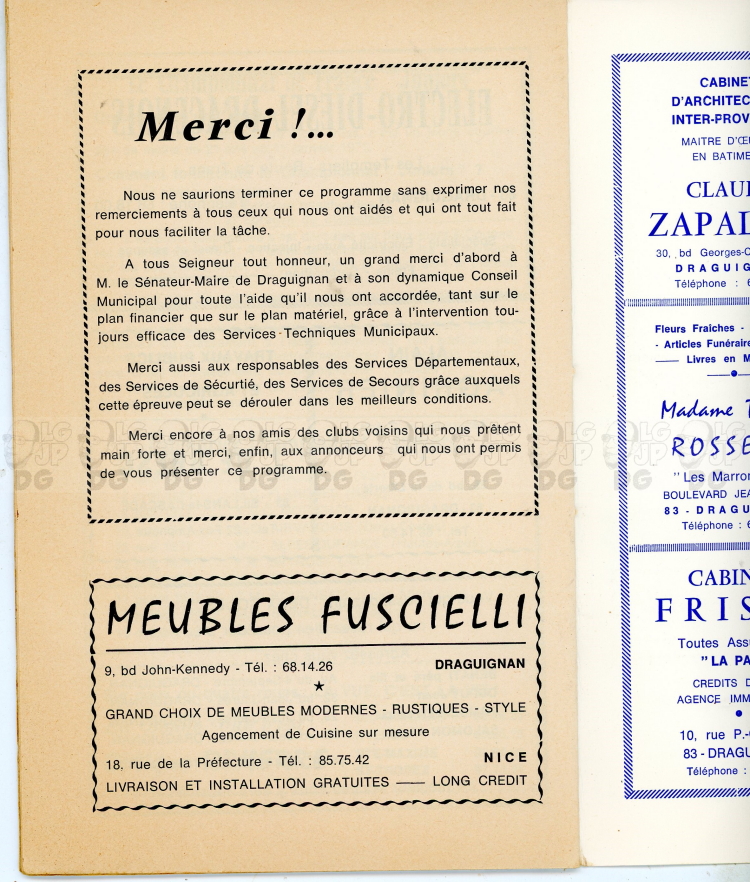 Merci !...
Nous ne saurions terminer ce programme sans exprimer nos
remerciements à tous ceux qui nous ont aidés et qui ont tout fait
pour nous faciliter la tâche.
A tous Seigneur tout honneur, un grand merci d'abord à
M. le Sénateur-Maire de Draguignan et à son dynamique Conseil
Municipal pour toute l'aide qu'il nous ont accordée, tant sur le
plan financier que sur le plan matériel, grâce à l'intervention tou-
jours efficace des Services Techniques Municipaux.
Merci aussi aux responsables des Services Départementaux,
des Services de Sécurtié, des Services de Secours grâce auxquels
cette épreuve peut se dérouler dans les meilleurs conditions.
Merci encore à nos amis des clubs voisins qui nous prêtent
main forte et merci, enfin, aux annonceurs qui nous ont permis
de vous présenter ce programme.
MEUBLES FUSCIELLI
9, bd John-Kennedy - Tél. : 68.14.26 DRAGUIGNAN
GRAND CHOIX DE MEUBLES MODERNES - RUSTIQUES - STYLE
Agencement de Cuisine sur mesure
18, rue de la Préfecture - Tél. : 85.75.42 NICE
LIVRAISON ET INSTALLATION GRATUITES —— LONG CREDIT
CABINE
D'ARCHITEC
INTER-PROV
MAITRE D'Œ
EN BATIME
CLAU
ZAPAL
30, bd Georges-C
DRAGUIG
Téléphone : 6
Fleurs Fraiches -
- Articles Funéraire
—— Livres en M
Madame
ROSSE
" Les Marron
BOULEVARD JEA
83 - DRAGU
Téléphone : 6
CABIN
FRIS
Toutes Ass
" LA PA
CREDITS D
AGENCE IMM
10, rue P.-
83 - DRAGU
Téléphone :